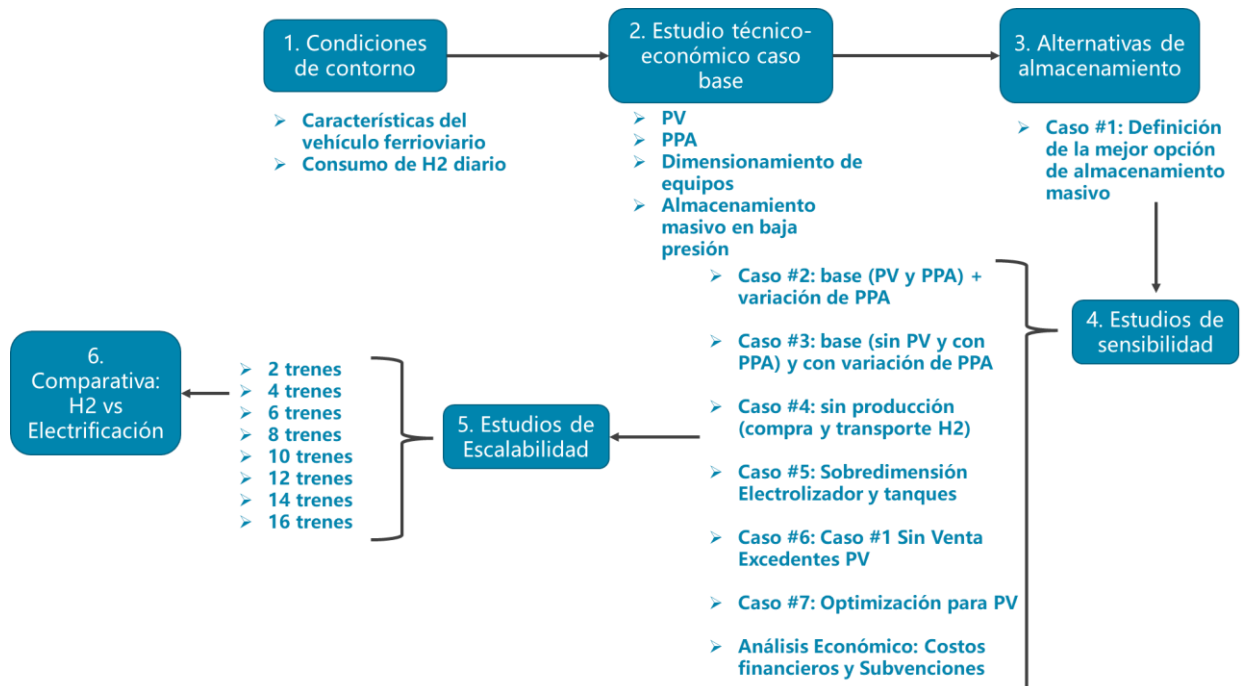 1. Condiciones
de contorno
Características del
vehículo ferrioviario
Consumo de H2 diario
2. Estudio técnico-
económico caso
base
PV
PPA
Dimensionamiento de
equipos
Almacenamiento
masivo en baja
presión
3. Alternativas de
almacenamiento
Caso #1: Definición
de la mejor opción
de almacenamiento
masivo
4. Estudios de
sensibilidad
Caso #2: base (PV y PPA) +
variación de PPA
Caso #3: base (sin PV y con
PPA) y con variación de PPA
Caso #4: sin producción
(compra y transporte H2)
Caso #5: Sobredimensión
Electrolizador y tanques
Caso #6: Caso #1 Sin Venta
Excedentes PV
Caso #7: Optimización para PV
Análisis Económico: Costos
financieros y Subvenciones
5. Estudios de
Escalabilidad
2 trenes
4 trenes
6 trenes
8 trenes
10 trenes
12 trenes
14 trenes
16 trenes
6.
Comparativa:
H2 vs
Electrificación